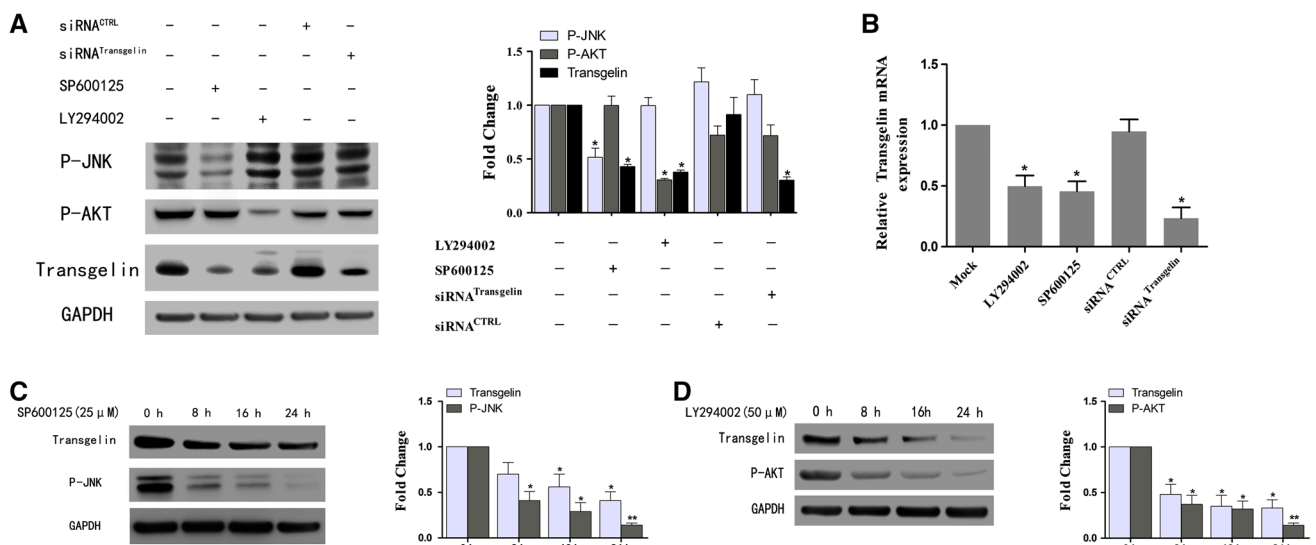 A
siRNA^CTRL – – – + –
siRNA^Transgelin – – – – +
SP600125 – + – – –
LY294002 – – + – –
P-JNK
P-AKT
Transgelin
GAPDH
P-JNK
P-AKT
Transgelin
Fold Change
1.5
1.0
0.5
0.0
* * * * *
LY294002 – – + – –
SP600125 – + – – –
siRNA^Transgelin – – – – +
siRNA^CTRL – – – + –
B
Relative Transgelin mRNA
expression
1.5
1.0
0.5
0.0
* * *
Mock
LY294002
SP600125
siRNA^CTRL
siRNA^Transgelin
C
SP600125(25μM) 0 h 8 h 16 h 24 h
Transgelin
P-JNK
GAPDH
Transgelin
P-JNK
Fold Change
1.5
1.0
0.5
0.0
* * * * **
D
LY294002(50μM) 0 h 8 h 16h 24 h
Transgelin
P-AKT
GAPDH
Transgelin
P-AKT
Fold Change
1.5
1.0
0.5
0.0
* * * * * **